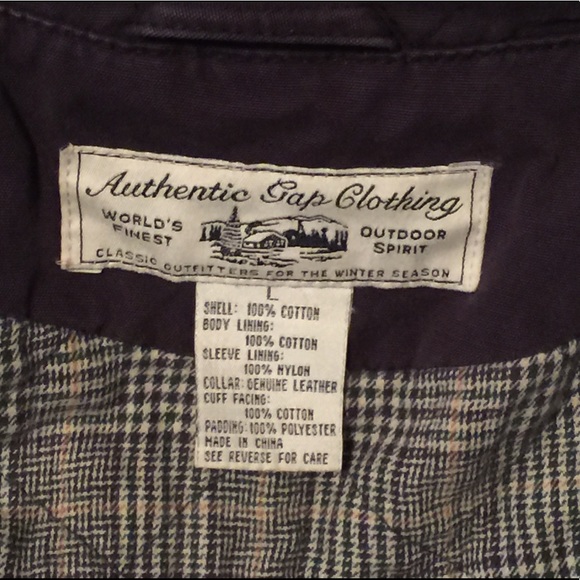 Authentic Gap Clothing
WORLD'S FINEST
OUTDOOR SPIRIT
CLASSIC OUTFITTERS FOR THE WINTER SEASON
L
SHELL: 100% COTTON
BODY LINING:
100% COTTON
SLEEVE LINING:
100% NYLON
COLLAR: GENUINE LEATHER
CUFF FACING:
100% COTTON
PADDING: 100% POLYESTER
MADE IN CHINA
SEE REVERSE FOR CARE